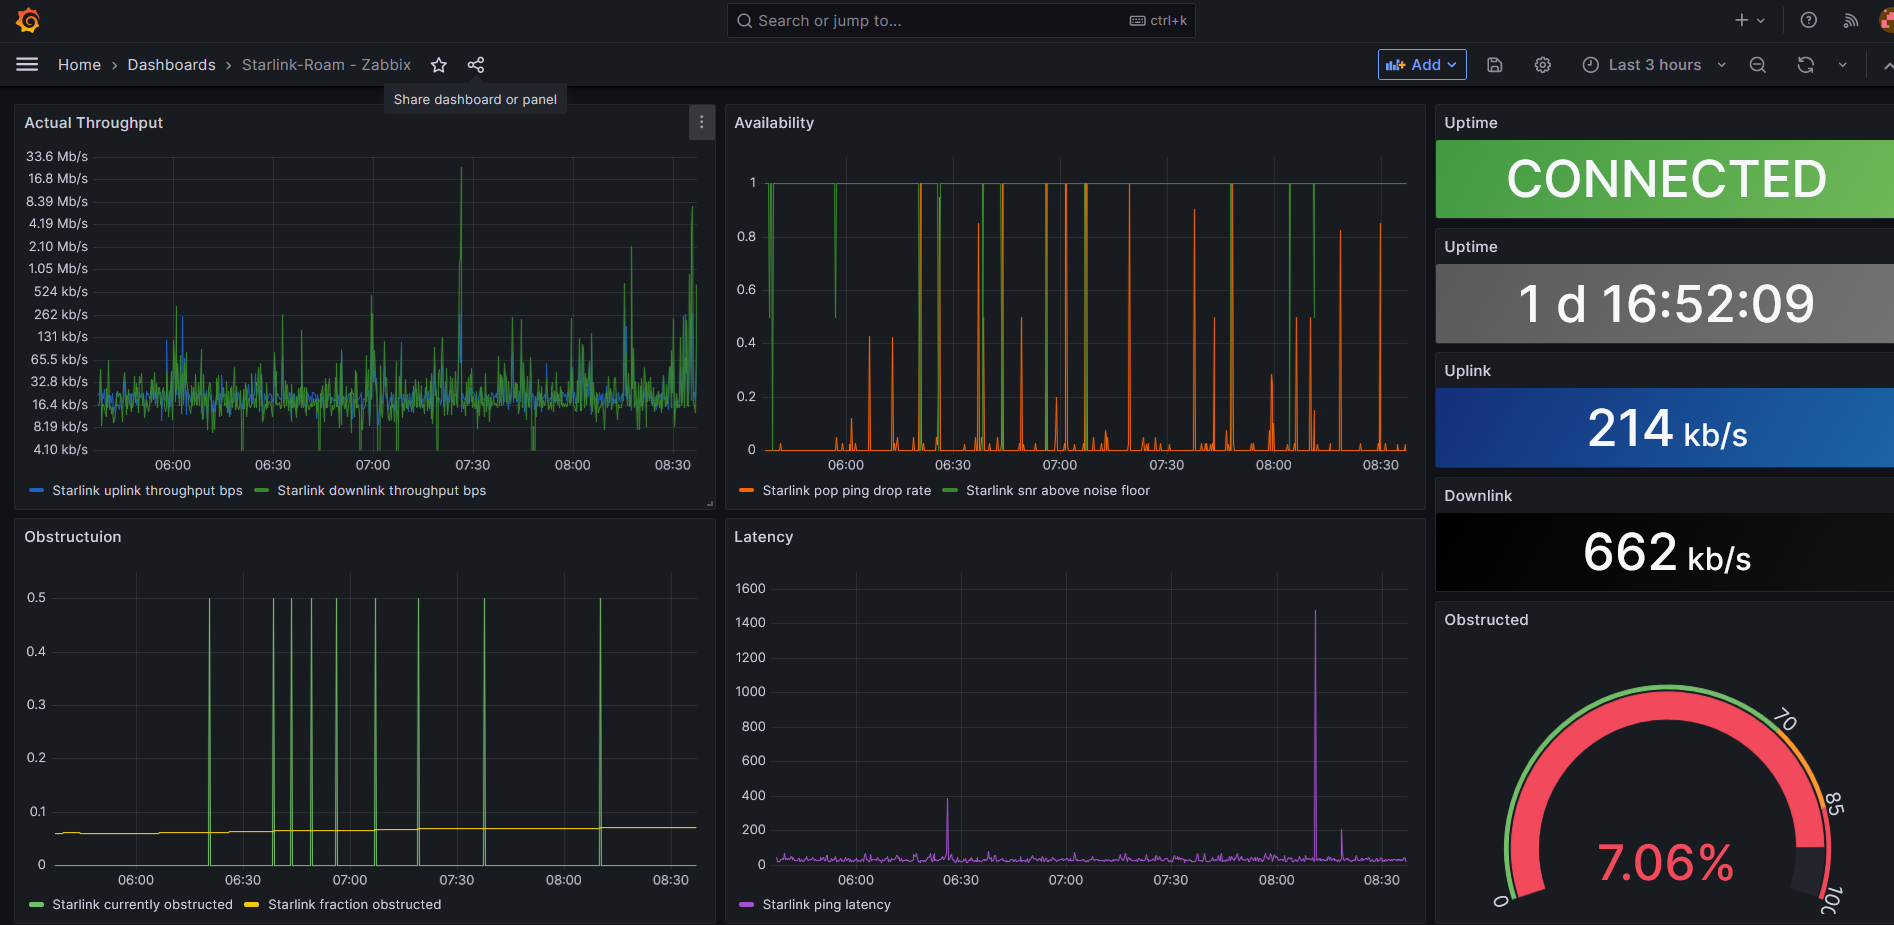 Search or jump to...
ctrl+k
Home › Dashboards › Starlink-Roam - Zabbix
Add
Last 3 hours
Share dashboard or panel
Actual Throughput
33.6 Mb/s
16.8 Mb/s
8.39 Mb/s
4.19 Mb/s
2.10 Mb/s
1.05 Mb/s
524 kb/s
262 kb/s
131 kb/s
65.5 kb/s
32.8 kb/s
16.4 kb/s
8.19 kb/s
4.10 kb/s
06:00 06:30 07:00 07:30 08:00 08:30
Starlink uplink throughput bps Starlink downlink throughput bps
Availability
1
0.8
0.6
0.4
0.2
0
06:00 06:30 07:00 07:30 08:00 08:30
Starlink pop ping drop rate Starlink snr above noise floor
Uptime
CONNECTED
Uptime
1 d 16:52:09
Uplink
214 kb/s
Downlink
662 kb/s
Obstructuion
0.5
0.4
0.3
0.2
0.1
0
06:00 06:30 07:00 07:30 08:00 08:30
Starlink currently obstructed Starlink fraction obstructed
Latency
1600
1400
1200
1000
800
600
400
200
0
06:00 06:30 07:00 07:30 08:00 08:30
Starlink ping latency
Obstructed
70
85
7.06%
0
100